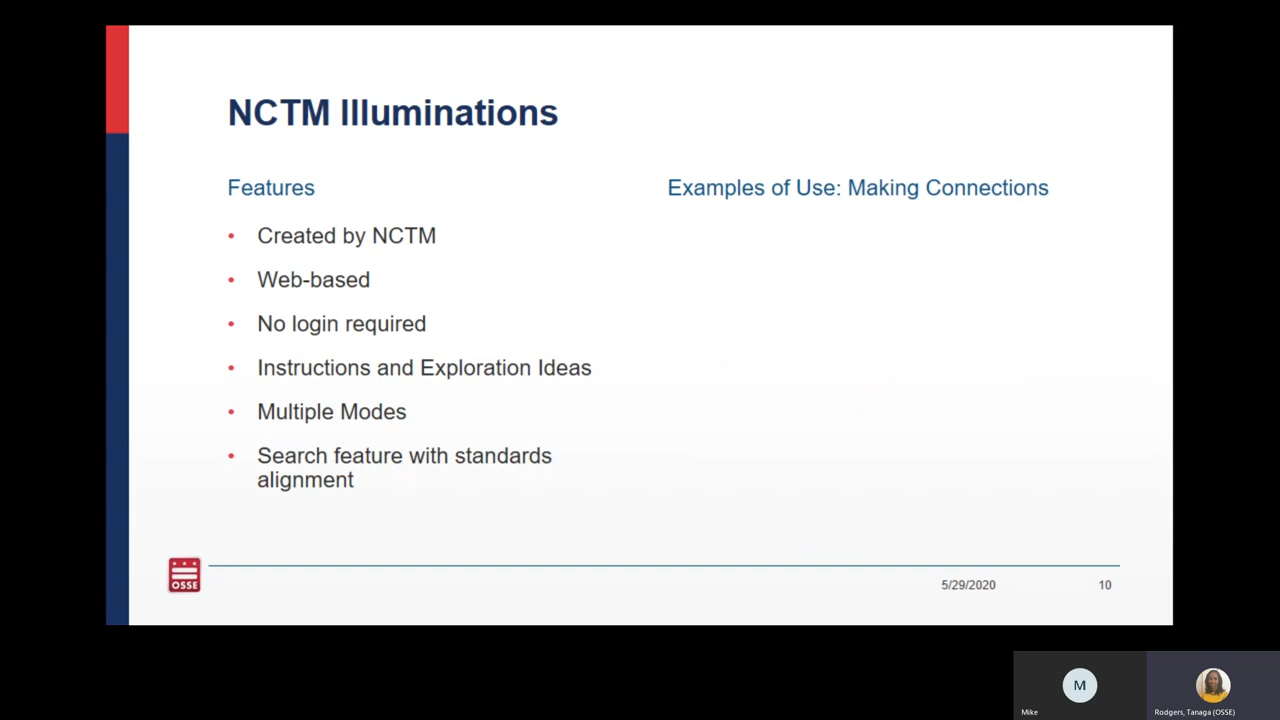 NCTM Illuminations
Features
Created by NCTM
Web-based
No login required
Instructions and Exploration Ideas
Multiple Modes
Search feature with standards
alignment
Examples of Use: Making Connections
OSSE
5/29/2020
10
M
Mike
Rodgers, Tanaga (OSSE)